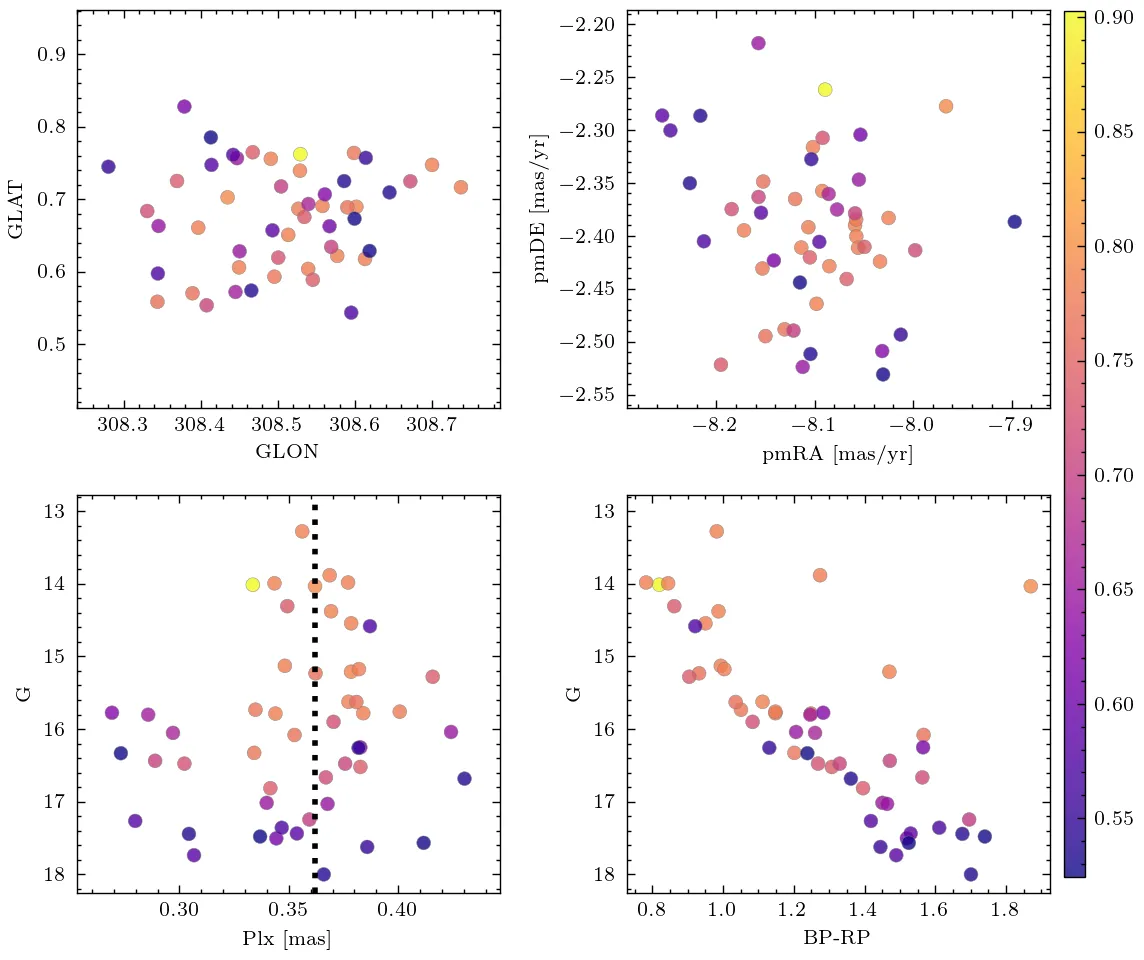 0.9
0.8
0.7
0.6
0.5
GLAT
308.3 308.4 308.5 308.6 308.7
GLON
−2.20
−2.25
−2.30
−2.35
−2.40
−2.45
−2.50
−2.55
pmDE [mas/yr]
−8.2 −8.1 −8.0 −7.9
pmRA [mas/yr]
0.90
0.85
0.80
0.75
0.70
0.65
0.60
0.55
13
14
15
16
17
18
G
0.30 0.35 0.40
Plx [mas]
13
14
15
16
17
18
G
0.8 1.0 1.2 1.4 1.6 1.8
BP-RP